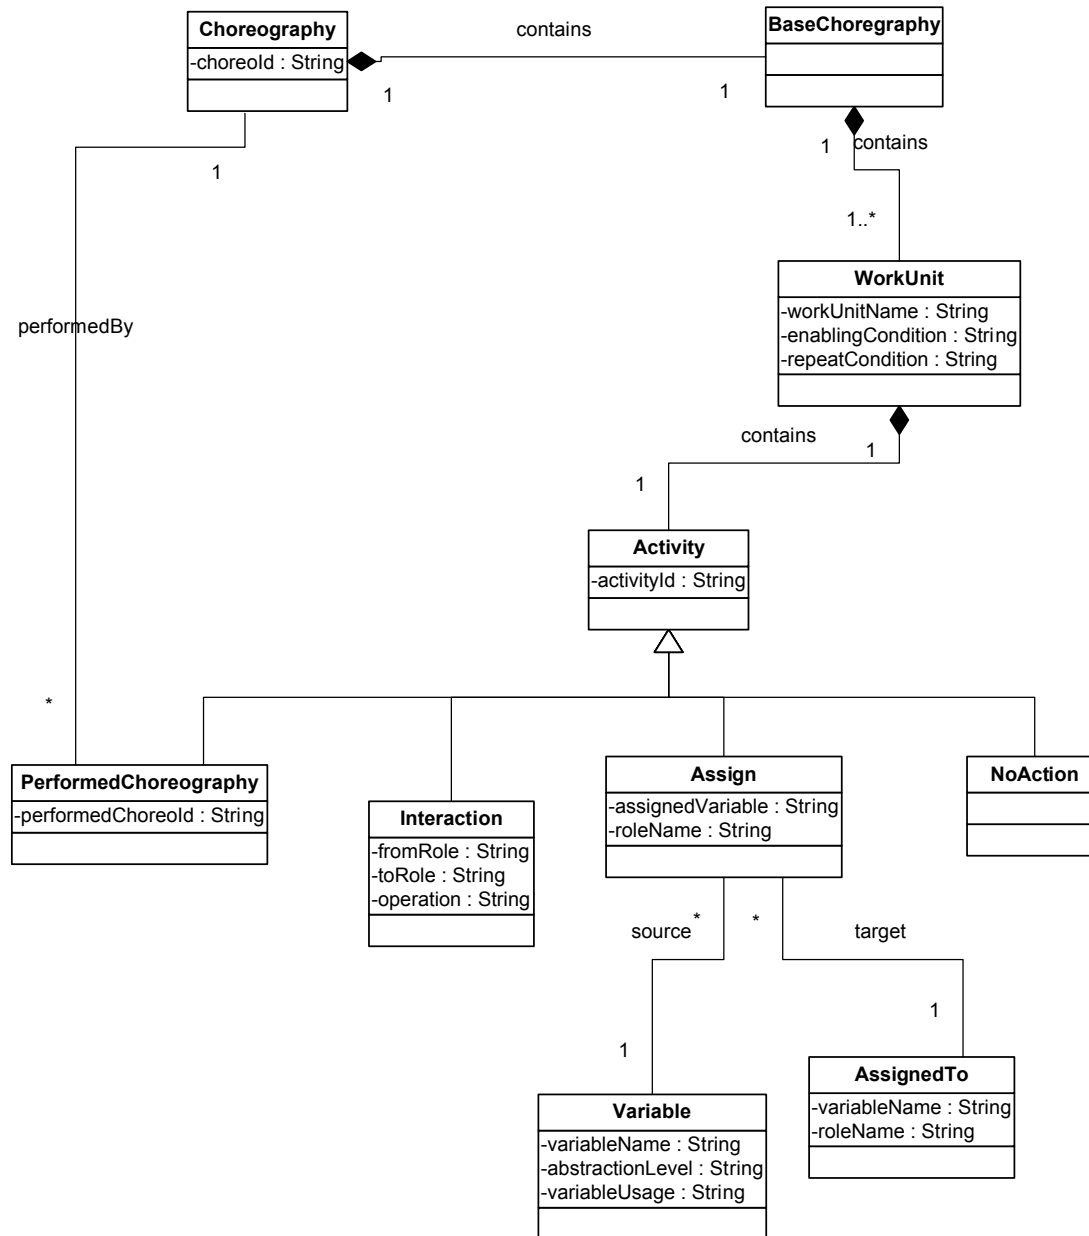 Choreography
-choreoId : String
contains
BaseChoregraphy
1
1
1
contains
1
1..*
WorkUnit
-workUnitName : String
-enablingCondition : String
-repeatCondition : String
performedBy
contains
1
1
Activity
-activityId : String
*
PerformedChoreography
-performedChoreoId : String
Interaction
-fromRole : String
-toRole : String
-operation : String
Assign
-assignedVariable : String
-roleName : String
NoAction
source
*
*
target
1
1
Variable
-variableName : String
-abstractionLevel : String
-variableUsage : String
AssignedTo
-variableName : String
-roleName : String